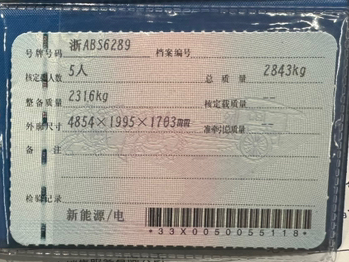 号牌号码 浙ABS6289 档案编号
核定载人数 5人 总质量 2843kg
整备质量 2316kg 核定载质量 --
外廓尺寸 4854×1995×1703mm 准牵引总质量 --
备注
检验记录
新能源/电
*33X0050055118*